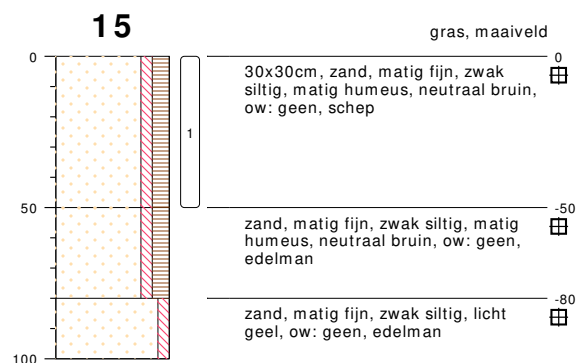 15
gras, maaiveld
0
0
30x30cm, zand, matig fijn, zwak
siltig, matig humeus, neutraal bruin,
ow: geen, schep
1
50
-50
zand, matig fijn, zwak siltig, matig
humeus, neutraal bruin, ow: geen,
edelman
-80
zand, matig fijn, zwak siltig, licht
geel, ow: geen, edelman
100